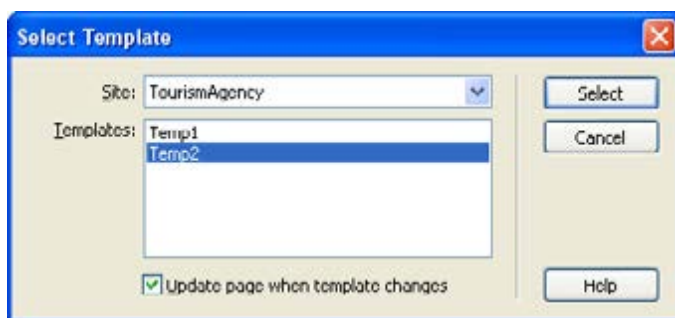 Select Template
Site: TourismAgency Select
Templates: Temp1 Cancel
Temp2
Update page when template changes Help